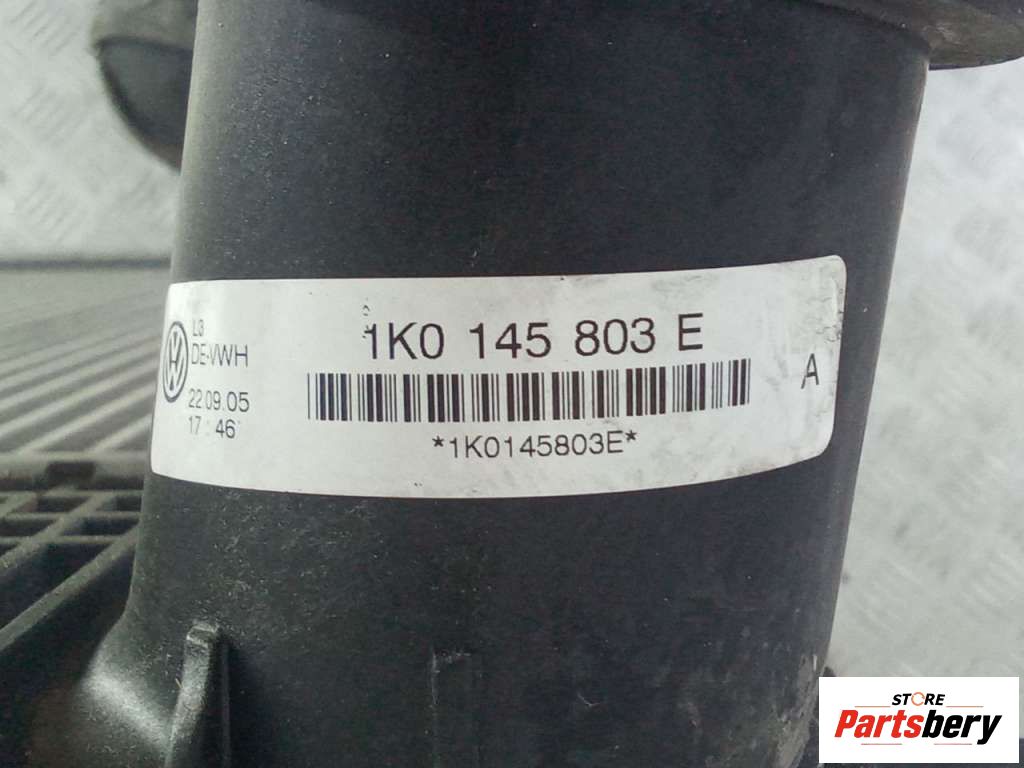 L3
DE-VWH
22.09.05
17:46
1K0 145 803 E
*1K0145803E*
A
STORE
Partsbery